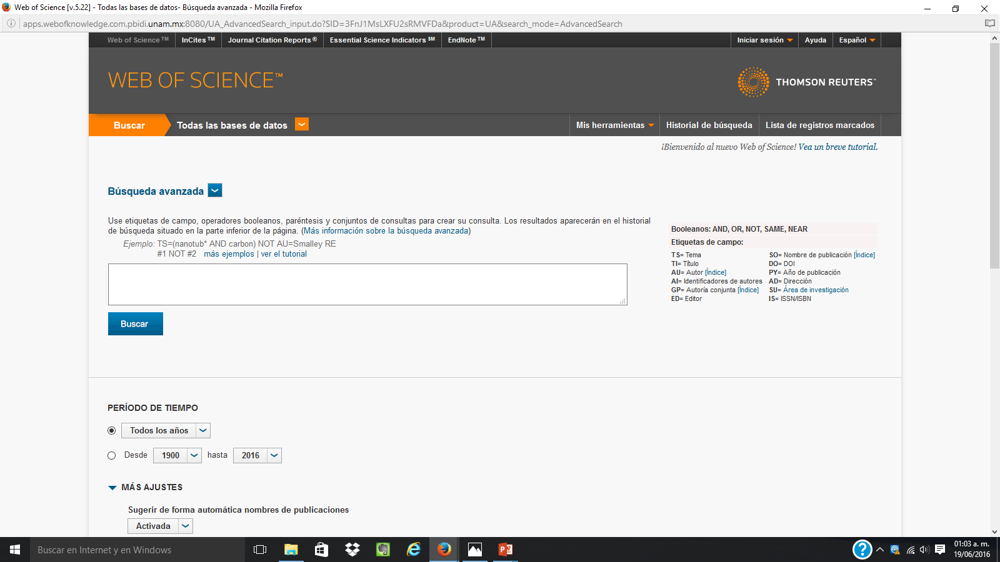 Web of Science [v.5.22] - Todas las bases de datos- Búsqueda avanzada - Mozilla Firefox
apps.webofknowledge.com.pbidi.unam.mx:8080/UA_AdvancedSearch_input.do?SID=3FnJ1MsLXFU2sRMVFDa&product=UA&search_mode=AdvancedSearch
Web of Science™ InCites™ Journal Citation Reports® Essential Science Indicators℠ EndNote™ Iniciar sesión Ayuda Español
WEB OF SCIENCE™ THOMSON REUTERS™
Buscar Todas las bases de datos Mis herramientas Historial de búsqueda Lista de registros marcados
¡Bienvenido al nuevo Web of Science! Vea un breve tutorial.
Búsqueda avanzada
Use etiquetas de campo, operadores booleanos, paréntesis y conjuntos de consultas para crear su consulta. Los resultados aparecerán en el historial
de búsqueda situado en la parte inferior de la página. (Más información sobre la búsqueda avanzada)
Ejemplo: TS=(nanotub* AND carbon) NOT AU=Smalley RE
#1 NOT #2 más ejemplos | ver el tutorial
Buscar
Booleanos: AND, OR, NOT, SAME, NEAR
Etiquetas de campo:
TS= Tema
TI= Título
AU= Autor [Índice]
AI= Identificadores de autores
GP= Autoría conjunta [Índice]
ED= Editor
SO= Nombre de publicación [Índice]
DO= DOI
PY= Año de publicación
AD= Dirección
SU= Área de investigación
IS= ISSN/ISBN
PERÍODO DE TIEMPO
Todos los años
Desde 1900 hasta 2016
MÁS AJUSTES
Sugerir de forma automática nombres de publicaciones
Activada
Buscar en Internet y en Windows
01:03 a. m.
19/06/2016